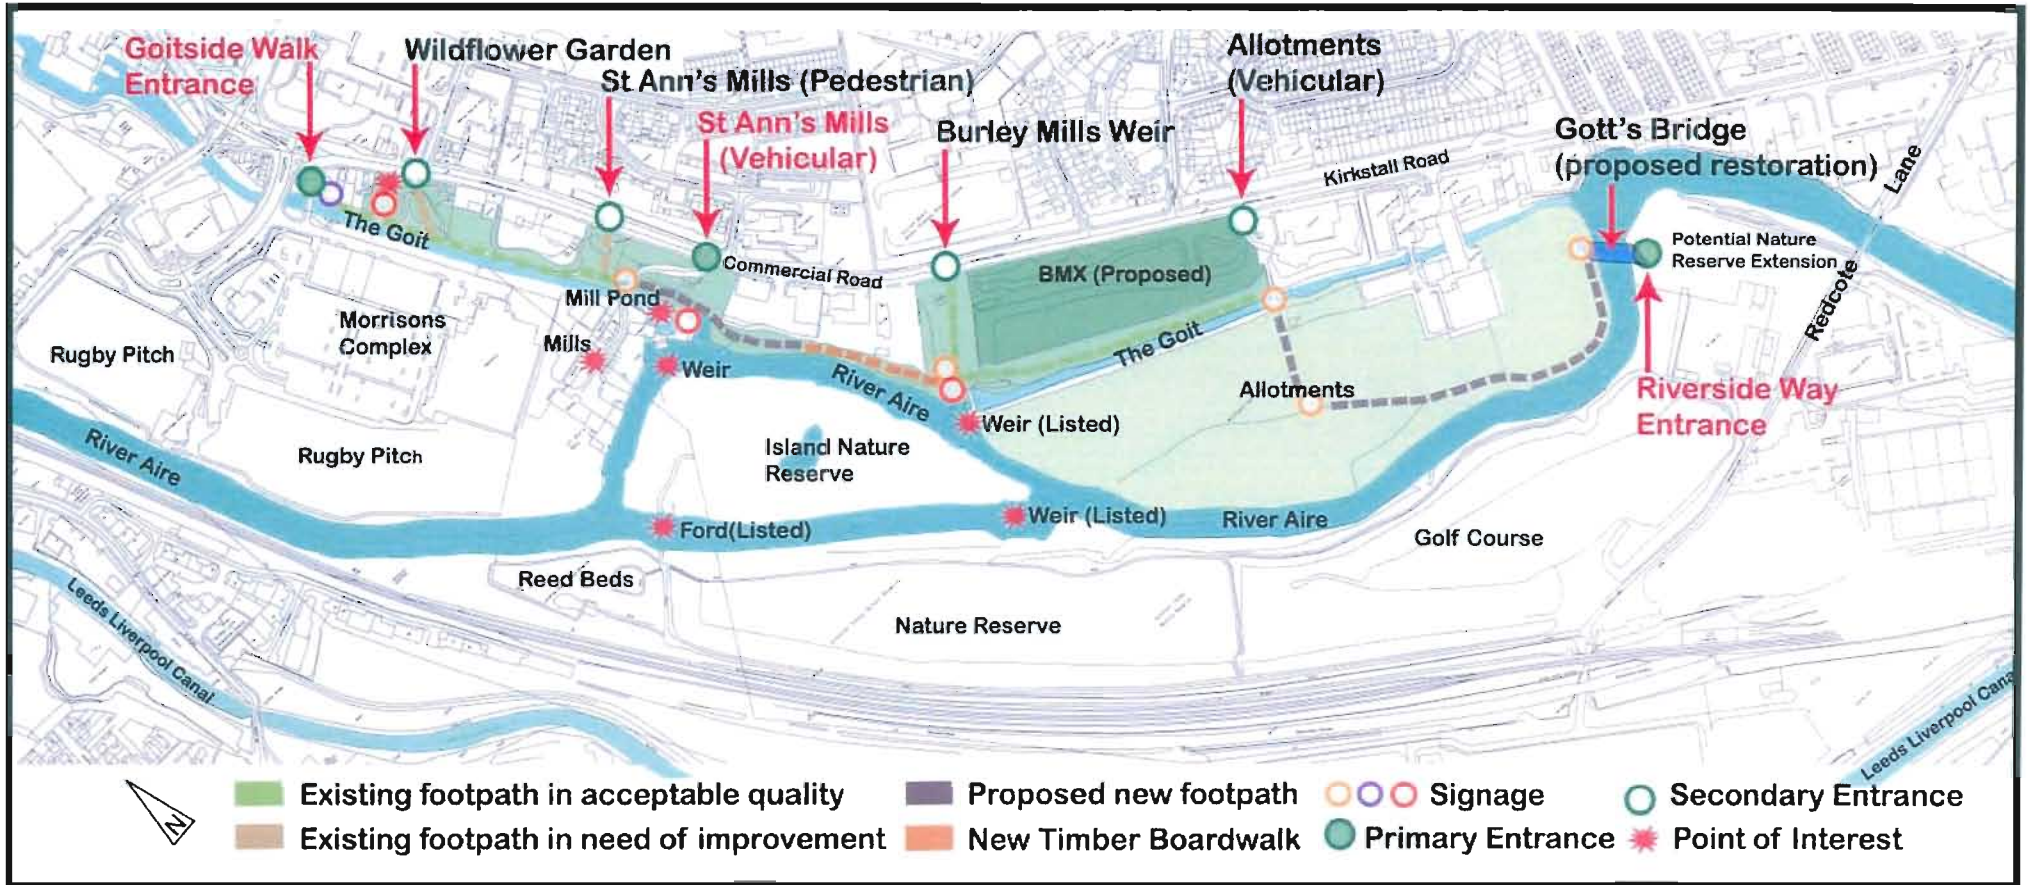 Goitside Walk
Entrance
Wildflower Garden
St Ann's Mills (Pedestrian)
St Ann's Mills
(Vehicular)
Burley Mills Weir
Allotments
(Vehicular)
Gott's Bridge
(proposed restoration)
Kirkstall Road
Lane
Redcote
Potential Nature
Reserve Extension
The Goit
Commercial Road
BMX (Proposed)
Mill Pond
Morrisons
Complex
Mills
Rugby Pitch
Weir
River Aire
The Goit
Allotments
Riverside Way
Entrance
Weir (Listed)
River Aire
Rugby Pitch
Island Nature
Reserve
Ford(Listed)
Weir (Listed)
River Aire
Golf Course
Reed Beds
Nature Reserve
Leeds Liverpool Canal
Leeds Liverpool Cana
N
Existing footpath in acceptable quality
Existing footpath in need of improvement
Proposed new footpath
New Timber Boardwalk
Signage
Primary Entrance
Secondary Entrance
Point of Interest